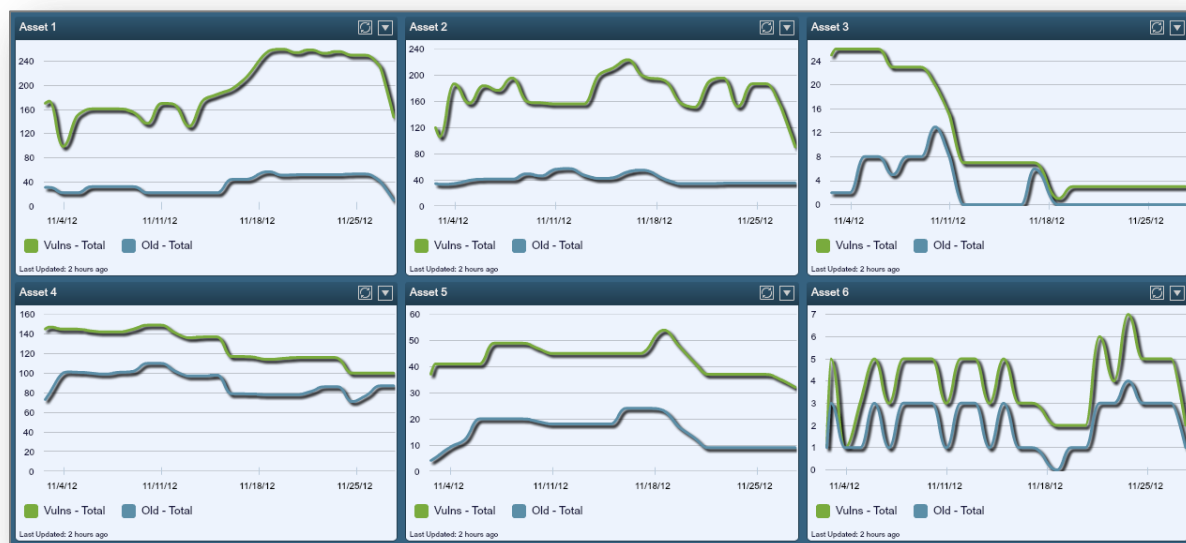 Asset 1
240
200
160
120
80
40
0
11/4/12 11/11/12 11/18/12 11/25/12
Vulns - Total Old - Total
Last Updated: 2 hours ago
Asset 2
240
200
160
120
80
40
0
11/4/12 11/11/12 11/18/12 11/25/12
Vulns - Total Old - Total
Last Updated: 2 hours ago
Asset 3
24
20
16
12
8
4
0
11/4/12 11/11/12 11/18/12 11/25/12
Vulns - Total Old - Total
Last Updated: 2 hours ago
Asset 4
160
140
120
100
80
60
40
20
0
11/4/12 11/11/12 11/18/12 11/25/12
Vulns - Total Old - Total
Last Updated: 2 hours ago
Asset 5
60
50
40
30
20
10
0
11/4/12 11/11/12 11/18/12 11/25/12
Vulns - Total Old - Total
Last Updated: 2 hours ago
Asset 6
7
6
5
4
3
2
1
0
11/4/12 11/11/12 11/18/12 11/25/12
Vulns - Total Old - Total
Last Updated: 2 hours ago